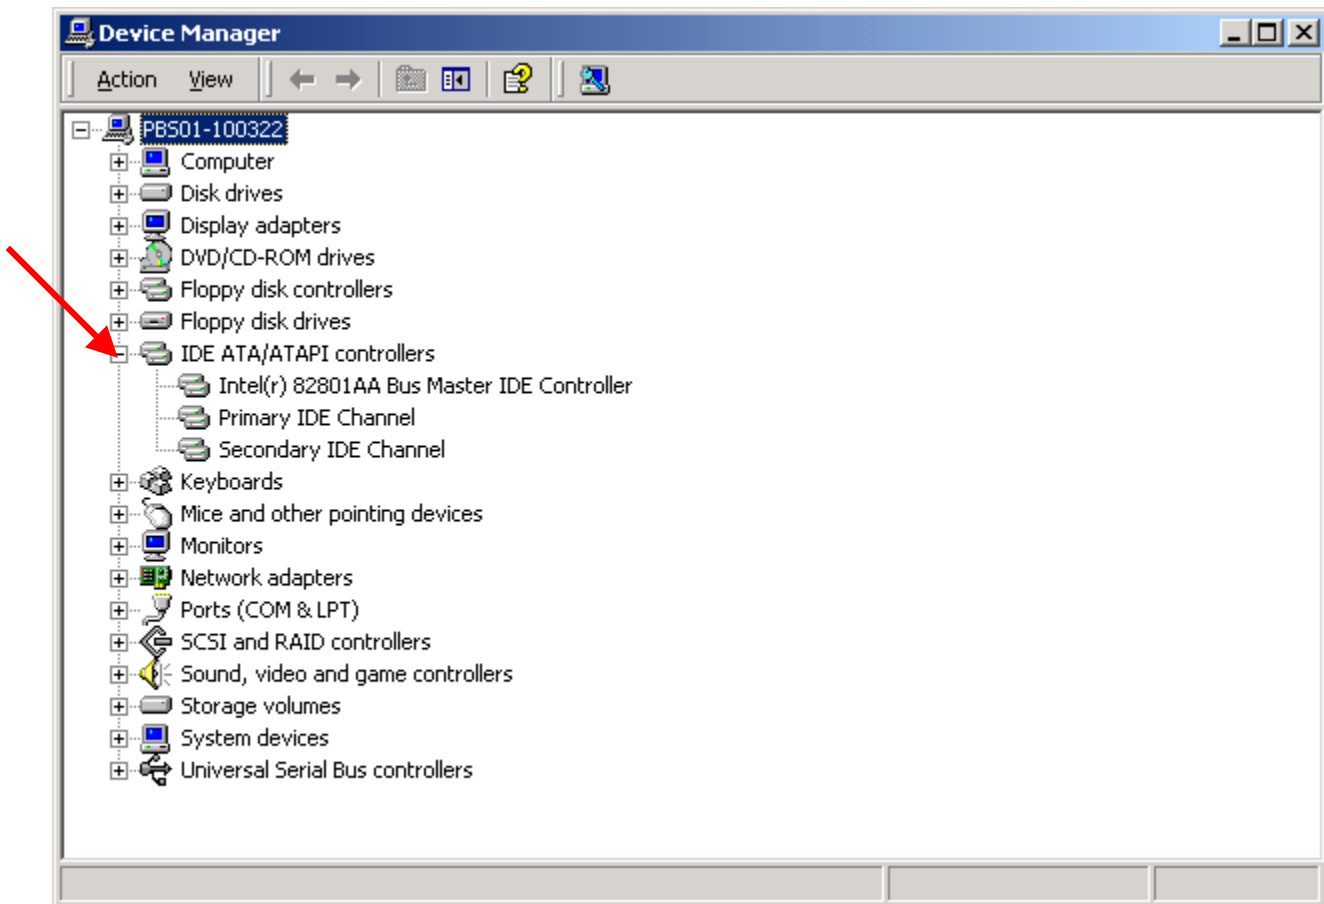 Device Manager
Action View
PBS01-100322
Computer
Disk drives
Display adapters
DVD/CD-ROM drives
Floppy disk controllers
Floppy disk drives
IDE ATA/ATAPI controllers
Intel(r) 82801AA Bus Master IDE Controller
Primary IDE Channel
Secondary IDE Channel
Keyboards
Mice and other pointing devices
Monitors
Network adapters
Ports (COM & LPT)
SCSI and RAID controllers
Sound, video and game controllers
Storage volumes
System devices
Universal Serial Bus controllers